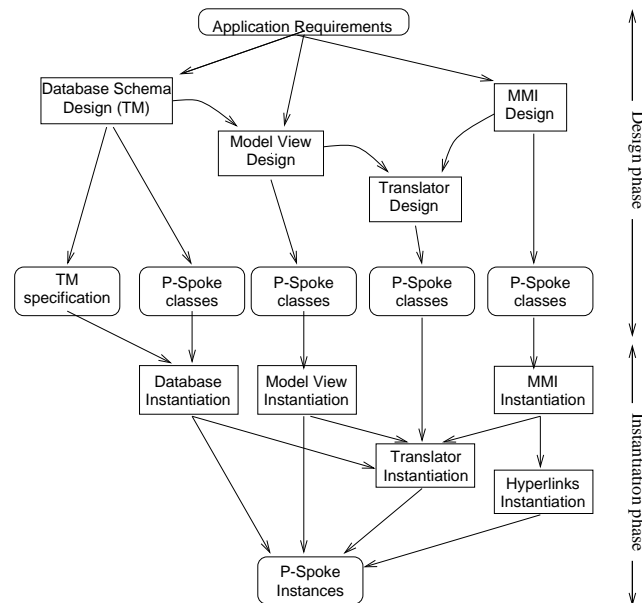 Application Requirements
Database Schema
Design (TM)
MMI
Design
Model View
Design
Translator
Design
Design phase
TM
specification
P-Spoke
classes
P-Spoke
classes
P-Spoke
classes
P-Spoke
classes
Database
Instantiation
Model View
Instantiation
MMI
Instantiation
Translator
Instantiation
Hyperlinks
Instantiation
Instantiation phase
P-Spoke
Instances